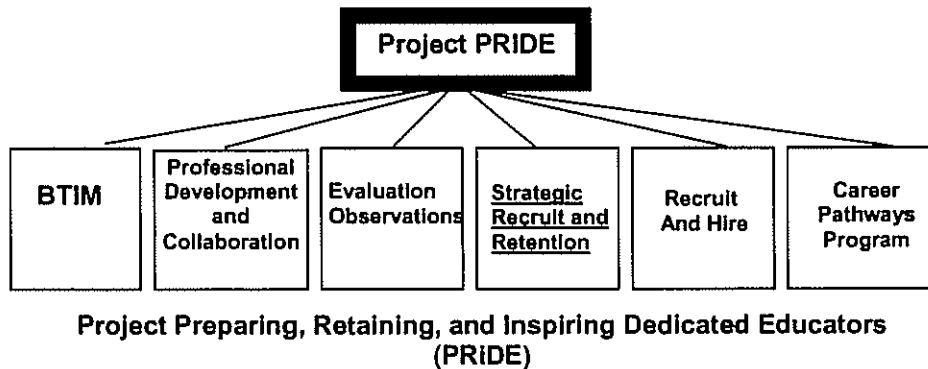 Project PRIDE
BTIM
Professional
Development
and
Collaboration
Evaluation
Observations
Strategic
Recruit and
Retention
Recruit
And Hire
Career
Pathways
Program
Project Preparing, Retaining, and Inspiring Dedicated Educators
(PRIDE)